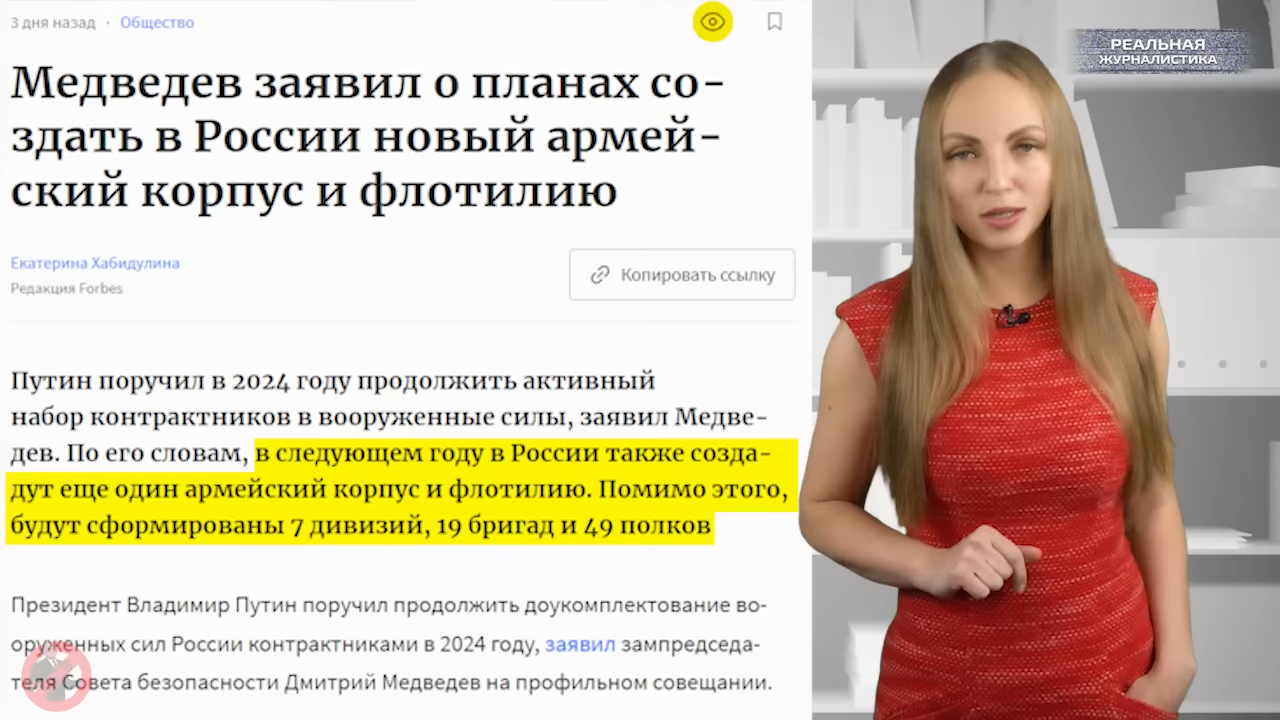 3 дня назад · Общество
РЕАЛЬНАЯ
ЖУРНАЛИСТИКА
Медведев заявил о планах со-
здать в России новый армей-
ский корпус и флотилию
Екатерина Хабидулина
Редакция Forbes
Копировать ссылку
Путин поручил в 2024 году продолжить активный
набор контрактников в вооруженные силы, заявил Медве-
дев. По его словам, в следующем году в России также созда-
дут еще один армейский корпус и флотилию. Помимо этого,
будут сформированы 7 дивизий, 19 бригад и 49 полков
Президент Владимир Путин поручил продолжить доукомплектование во-
оруженных сил России контрактниками в 2024 году, заявил зампредседа-
теля Совета безопасности Дмитрий Медведев на профильном совещании.